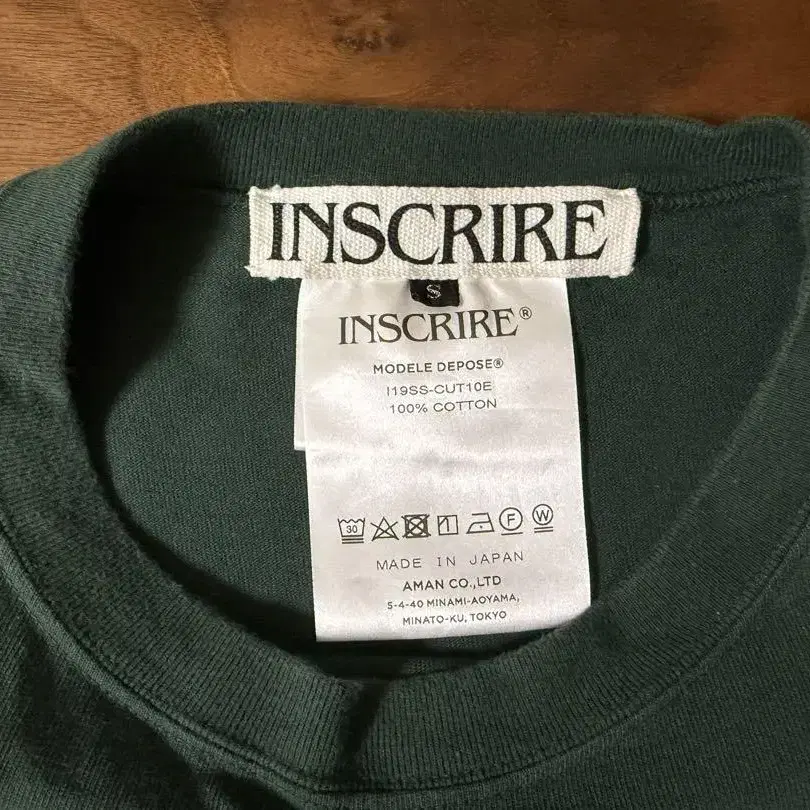 INSCRIRE
S
INSCRIRE®
MODELE DEPOSE®
I19SS-CUT10E
100% COTTON
30 F W
MADE IN JAPAN
AMAN CO.,LTD
5-4-40 MINAMI-AOYAMA,
MINATO-KU, TOKYO